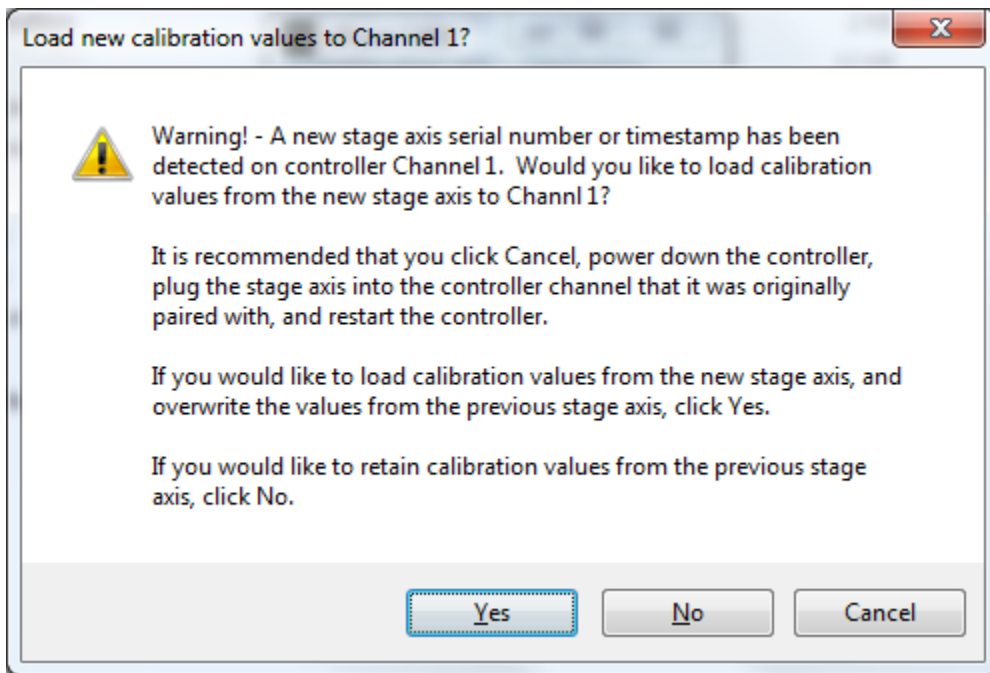 Load new calibration values to Channel 1?
Warning! - A new stage axis serial number or timestamp has been
detected on controller Channel 1.  Would you like to load calibration
values from the new stage axis to Channl 1?
It is recommended that you click Cancel, power down the controller,
plug the stage axis into the controller channel that it was originally
paired with, and restart the controller.
If you would like to load calibration values from the new stage axis, and
overwrite the values from the previous stage axis, click Yes.
If you would like to retain calibration values from the previous stage
axis, click No.
Yes No Cancel